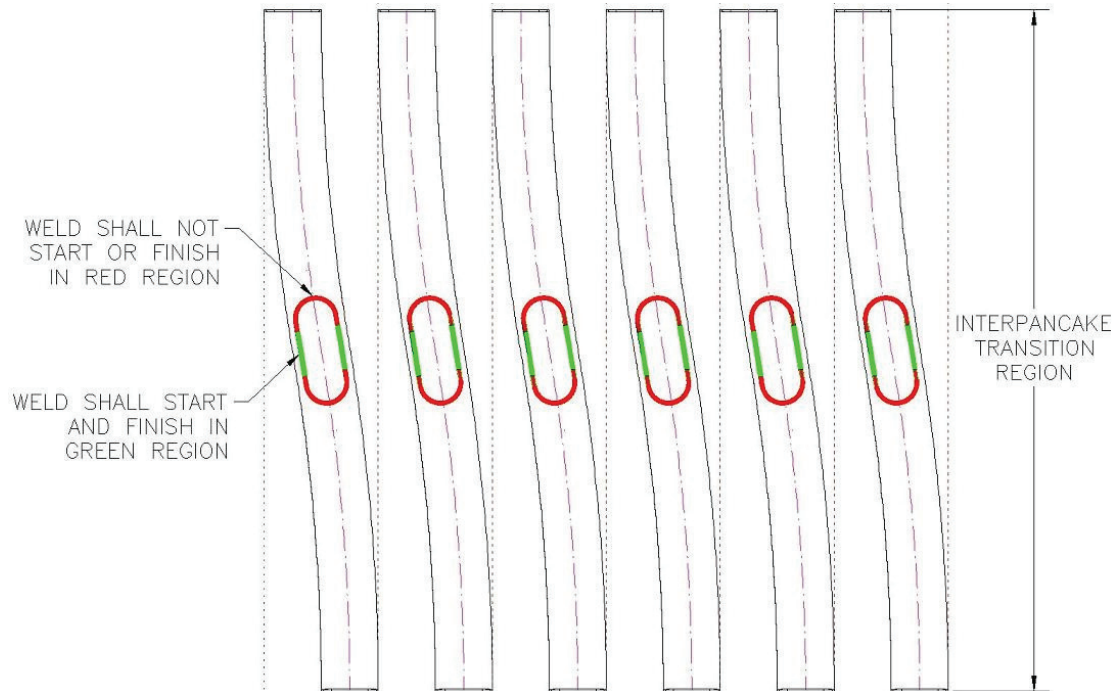 WELD SHALL NOT
START OR FINISH
IN RED REGION
WELD SHALL START
AND FINISH IN
GREEN REGION
INTERPANCAKE
TRANSITION
REGION